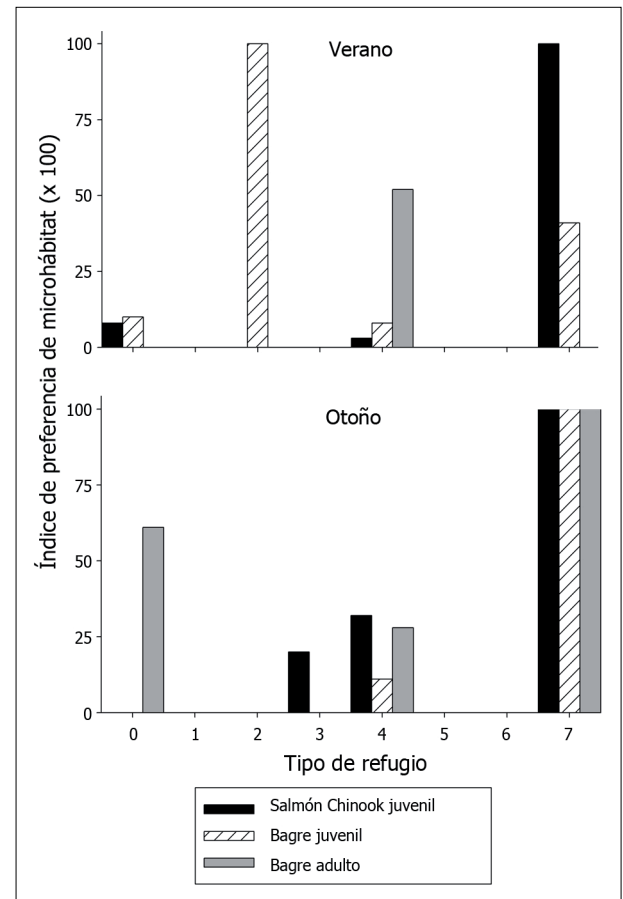 Verano
100
75
50
25
0
Índice de preferencia de microhábitat (x 100)
Otoño
100
75
50
25
0
0 1 2 3 4 5 6 7
Tipo de refugio
Salmón Chinook juvenil
Bagre juvenil
Bagre adulto